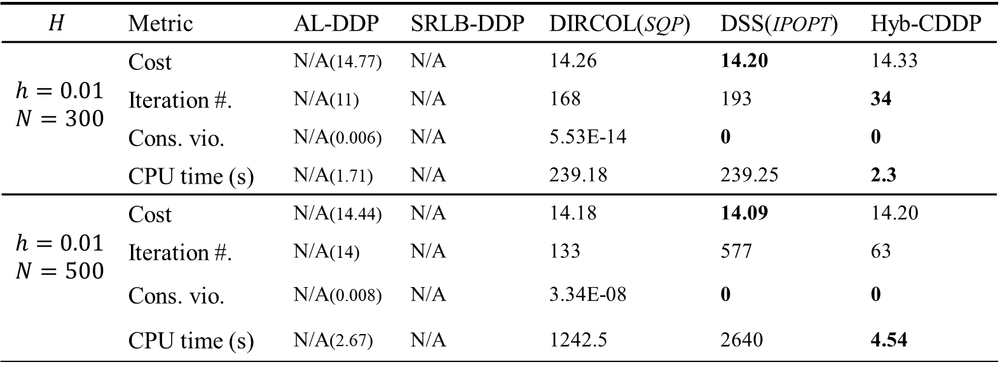 H Metric AL-DDP SRLB-DDP DIRCOL(SQP) DSS(IPOPT) Hyb-CDDP
Cost N/A(14.77) N/A 14.26 14.20 14.33
h = 0.01
Iteration #. N/A(11) N/A 168 193 34
N = 300
Cons. vio. N/A(0.006) N/A 5.53E-14 0 0
CPU time (s) N/A(1.71) N/A 239.18 239.25 2.3
Cost N/A(14.44) N/A 14.18 14.09 14.20
h = 0.01
Iteration #. N/A(14) N/A 133 577 63
N = 500
Cons. vio. N/A(0.008) N/A 3.34E-08 0 0
CPU time (s) N/A(2.67) N/A 1242.5 2640 4.54